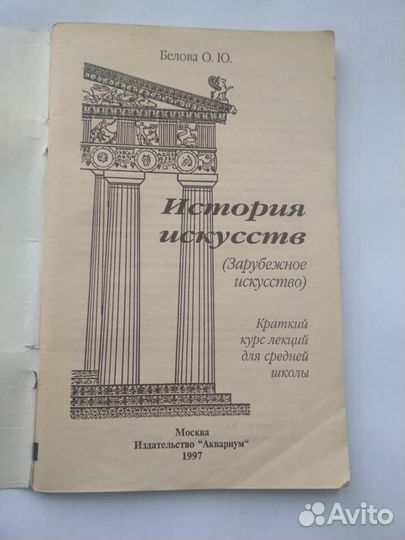 Белова О. Ю.
История
искусств
(Зарубежное
искусство)
Краткий
курс лекций
для средней
школы
Москва
Издательство "Аквариум"
1997
Avito